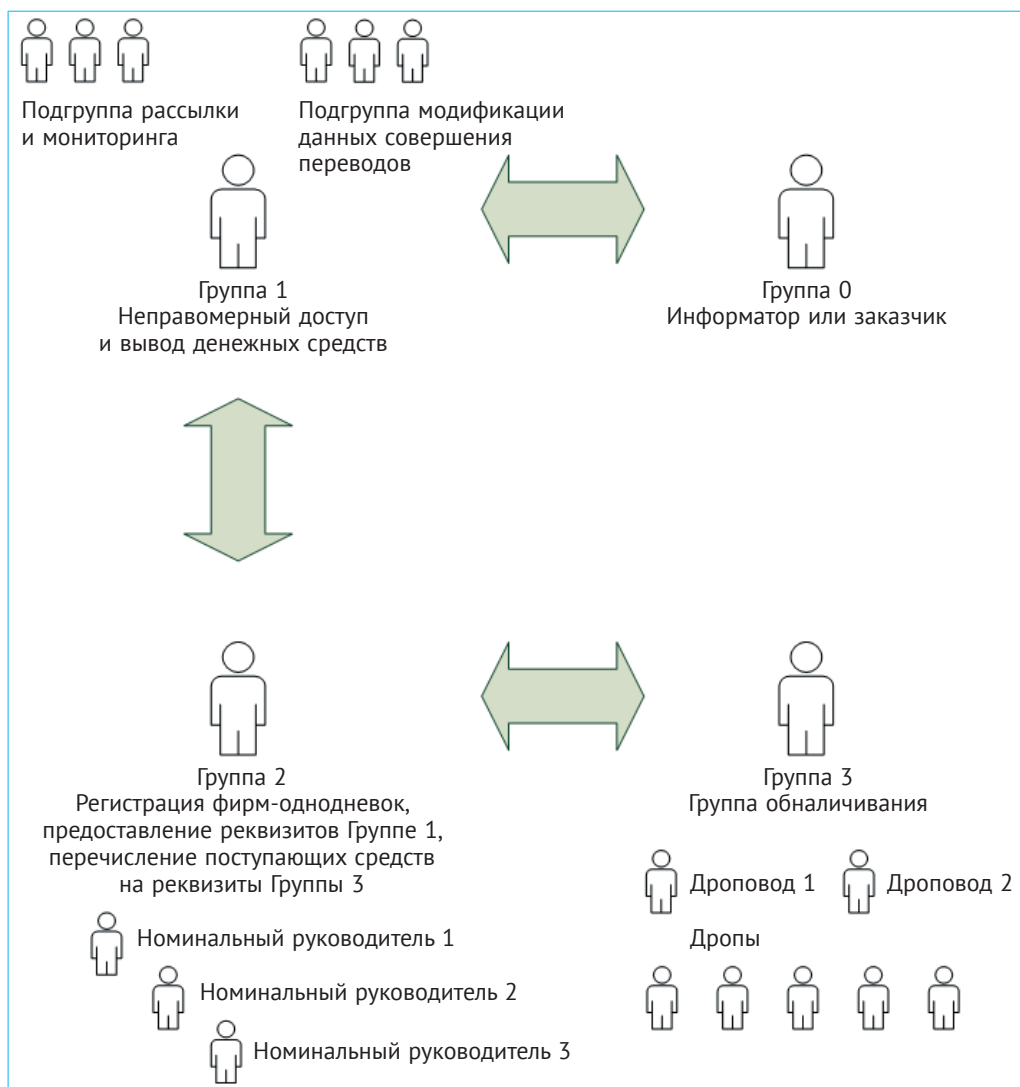 Подгруппа рассылки
и мониторинга
Подгруппа модификации
данных совершения
переводов
Группа 1
Неправомерный доступ
и вывод денежных средств
Группа 0
Информатор или заказчик
Группа 2
Регистрация фирм-однодневок,
предоставление реквизитов Группе 1,
перечисление поступающих средств
на реквизиты Группы 3
Номинальный руководитель 1
Номинальный руководитель 2
Номинальный руководитель 3
Группа 3
Группа обналичивания
Дроповод 1
Дроповод 2
Дропы